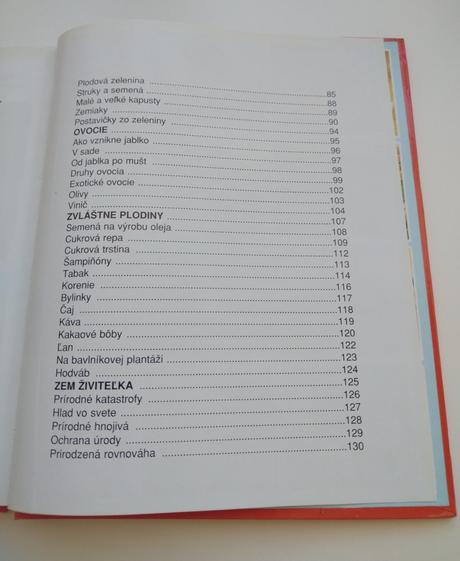 Plodová zelenina ........ 85
Struky a semená ........ 88
Malé a veľké kapusty ........ 89
Zemiaky ........ 90
Postavičky zo zeleniny ........ 94
OVOCIE ........ 95
Ako vznikne jablko ........ 96
V sade ........ 97
Od jablka po mušt ........ 98
Druhy ovocia ........ 99
Exotické ovocie ........ 102
Olivy ........ 103
Vinič ........ 104
ZVLÁŠTNE PLODINY ........ 107
Semená na výrobu oleja ........ 108
Cukrová repa ........ 109
Cukrová trstina ........ 112
Šampiňóny ........ 113
Tabak ........ 114
Korenie ........ 116
Bylinky ........ 117
Čaj ........ 118
Káva ........ 119
Kakaové bôby ........ 120
Ľan ........ 122
Na bavlníkovej plantáži ........ 123
Hodváb ........ 124
ZEM ŽIVITEĽKA ........ 125
Prírodné katastrofy ........ 126
Hlad vo svete ........ 127
Prírodné hnojivá ........ 128
Ochrana úrody ........ 129
Prirodzená rovnováha ........ 130